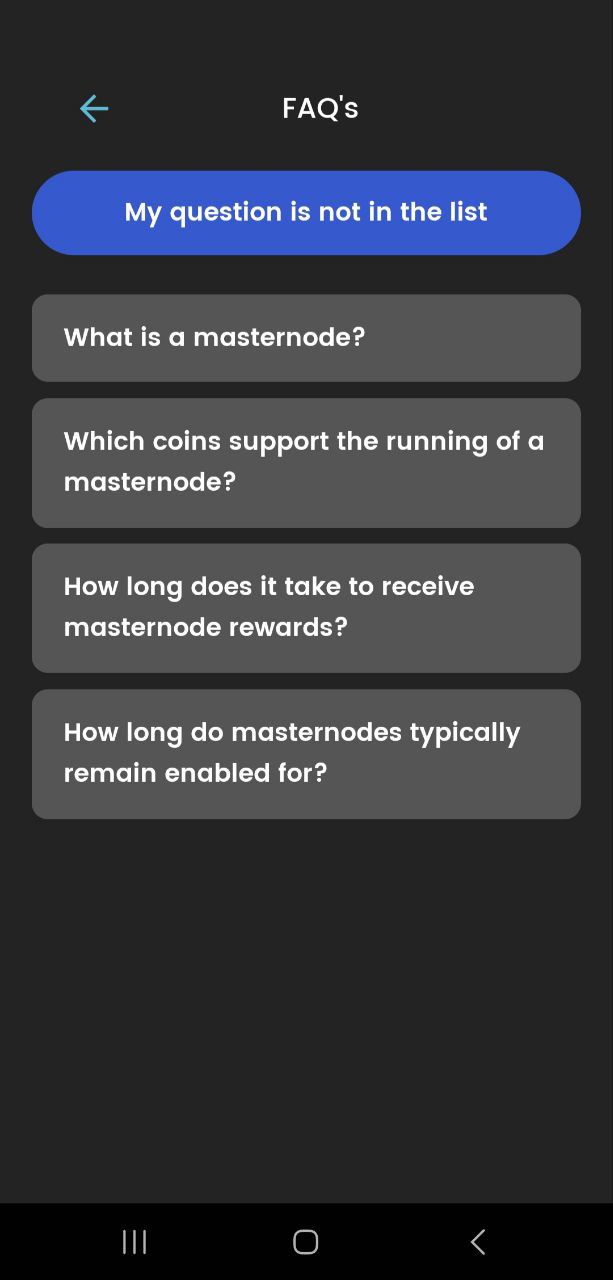 FAQ's
My question is not in the list
What is a masternode?
Which coins support the running of a
masternode?
How long does it take to receive
masternode rewards?
How long do masternodes typically
remain enabled for?